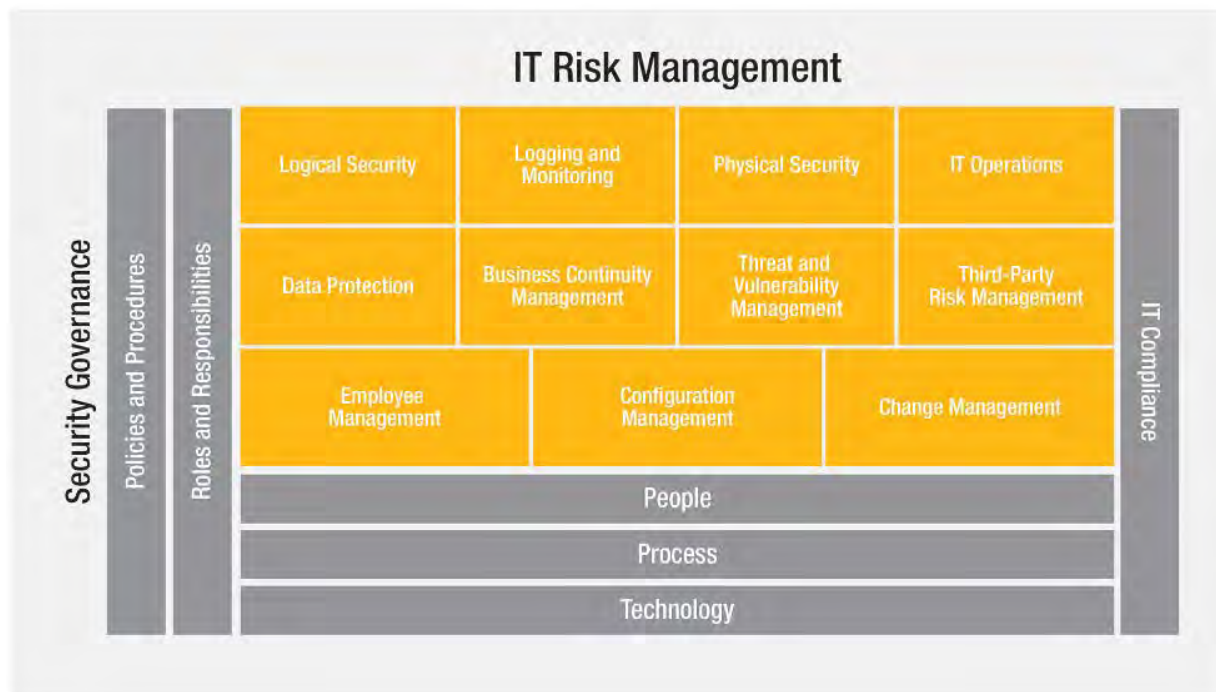 IT Risk Management
Security Governance
Policies and Procedures
Roles and Responsibilities
Logical Security
Logging and
Monitoring
Physical Security
IT Operations
Data Protection
Business Continuity
Management
Threat and
Vulnerability
Management
Third-Party
Risk Management
Employee
Management
Configuration
Management
Change Management
People
Process
Technology
IT Compliance